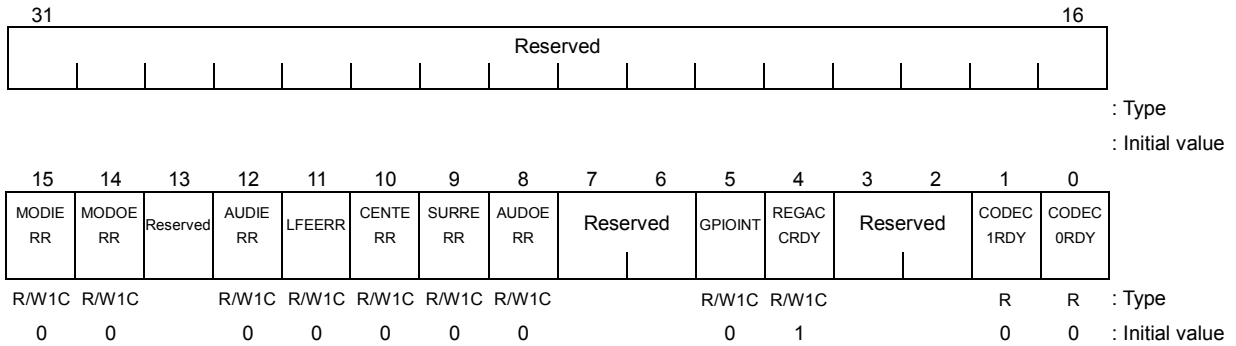 31 16
Reserved
: Type
: Initial value
15 14 13 12 11 10 9 8 7 6 5 4 3 2 1 0
MODIE MODOE Reserved AUDIE LFEERR CENTE SURRE AUDOE Reserved GPIOINT REGAC Reserved CODEC CODEC
RR RR RR RR RR RR CRDY 1RDY 0RDY
R/W1C R/W1C R/W1C R/W1C R/W1C R/W1C R/W1C R/W1C R/W1C R R : Type
0 0 0 0 0 0 0 0 1 0 0 : Initial value